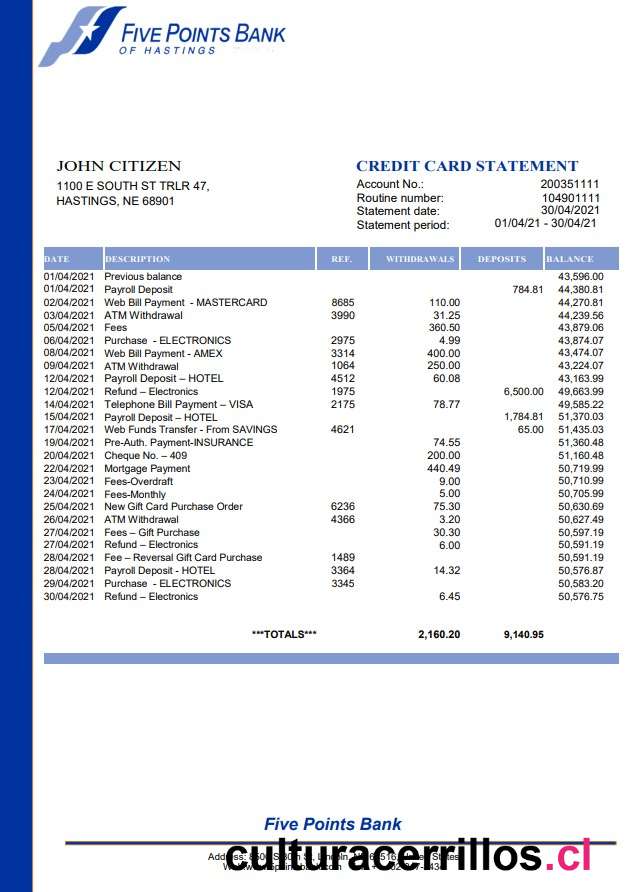 FIVE POINTS BANK
OF HASTINGS
JOHN CITIZEN
1100 E SOUTH ST TRLR 47,
HASTINGS, NE 68901
CREDIT CARD STATEMENT
Account No.: 200351111
Routine number: 104901111
Statement date: 30/04/2021
Statement period: 01/04/21 - 30/04/21
DATE DESCRIPTION REF. WITHDRAWALS DEPOSITS BALANCE
01/04/2021 Previous balance 43,596.00
01/04/2021 Payroll Deposit 784.81 44,380.81
02/04/2021 Web Bill Payment - MASTERCARD 8685 110.00 44,270.81
03/04/2021 ATM Withdrawal 3990 31.25 44,239.56
05/04/2021 Fees 360.50 43,879.06
06/04/2021 Purchase - ELECTRONICS 2975 4.99 43,874.07
08/04/2021 Web Bill Payment - AMEX 3314 400.00 43,474.07
09/04/2021 ATM Withdrawal 1064 250.00 43,224.07
12/04/2021 Payroll Deposit – HOTEL 4512 60.08 43,163.99
12/04/2021 Refund – Electronics 1975 6,500.00 49,663.99
14/04/2021 Telephone Bill Payment – VISA 2175 78.77 49,585.22
15/04/2021 Payroll Deposit – HOTEL 1,784.81 51,370.03
17/04/2021 Web Funds Transfer - From SAVINGS 4621 65.00 51,435.03
19/04/2021 Pre-Auth. Payment-INSURANCE 74.55 51,360.48
20/04/2021 Cheque No. – 409 200.00 51,160.48
22/04/2021 Mortgage Payment 440.49 50,719.99
23/04/2021 Fees-Overdraft 9.00 50,710.99
24/04/2021 Fees-Monthly 5.00 50,705.99
25/04/2021 New Gift Card Purchase Order 6236 75.30 50,630.69
26/04/2021 ATM Withdrawal 4366 3.20 50,627.49
27/04/2021 Fees – Gift Purchase 30.30 50,597.19
27/04/2021 Refund – Electronics 6.00 50,591.19
28/04/2021 Fee – Reversal Gift Card Purchase 1489 50,591.19
28/04/2021 Payroll Deposit - HOTEL 3364 14.32 50,576.87
29/04/2021 Purchase - ELECTRONICS 3345 50,583.20
30/04/2021 Refund – Electronics 6.45 50,576.75
***TOTALS*** 2,160.20 9,140.95
Five Points Bank
Address:
culturacerrillos.cl